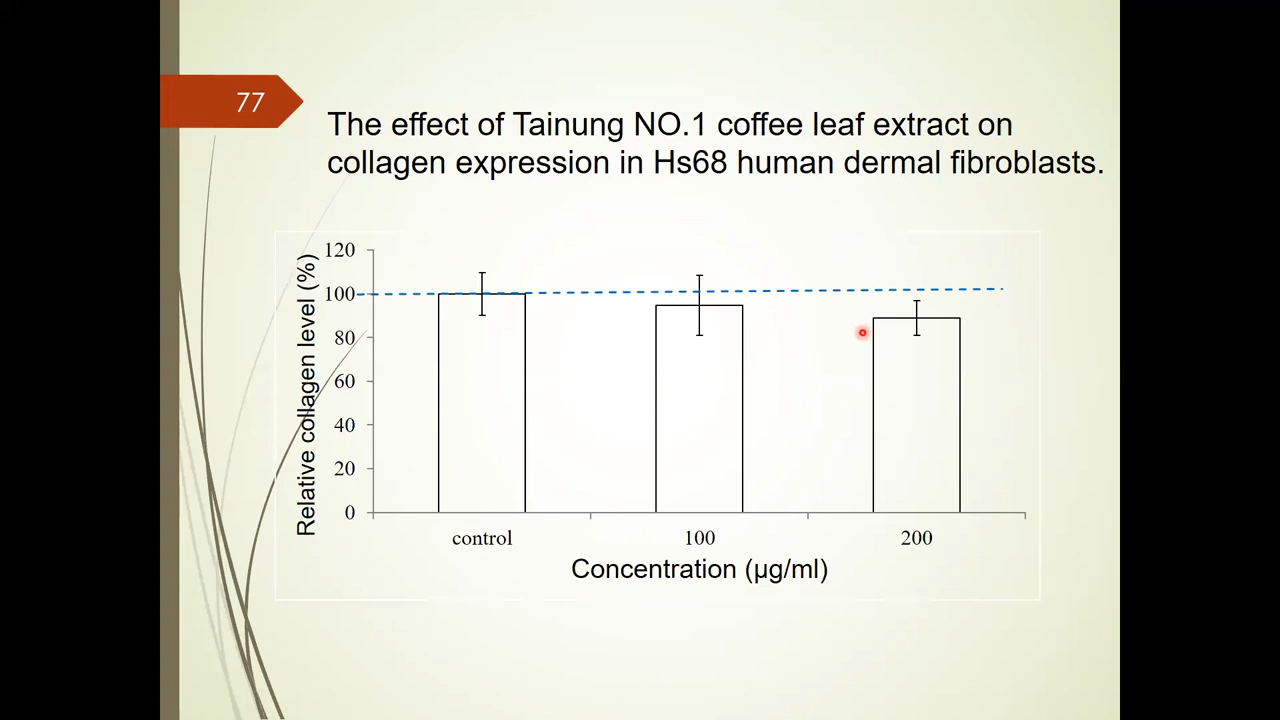 77
The effect of Tainung NO.1 coffee leaf extract on
collagen expression in Hs68 human dermal fibroblasts.
Relative collagen level (%)
120
100
80
60
40
20
0
control 100 200
Concentration (µg/ml)